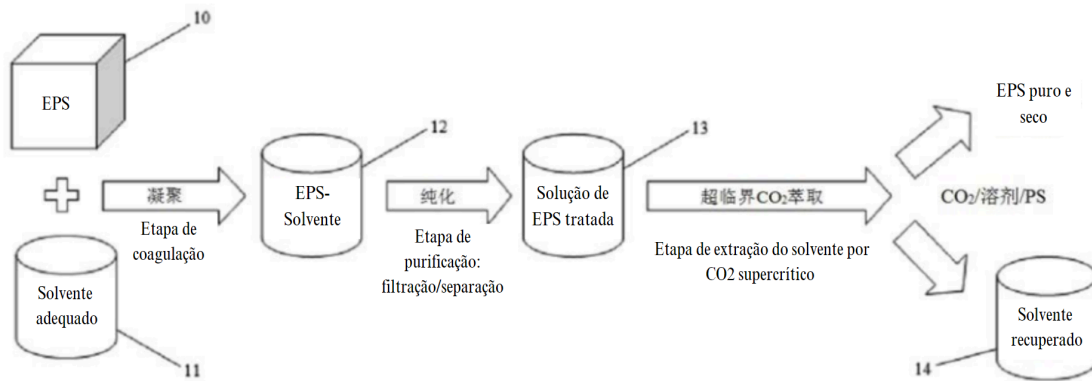 10
EPS
凝聚
Etapa de
coagulação
Solvente
adequado
11
12
EPS-
Solvente
纯化
Etapa de
purificação:
filtração/separação
13
Solução de
EPS tratada
超临界CO₂萃取
Etapa de extração do solvente por
CO2 supercrítico
EPS puro e
seco
CO₂/溶剂/PS
Solvente
recuperado
14